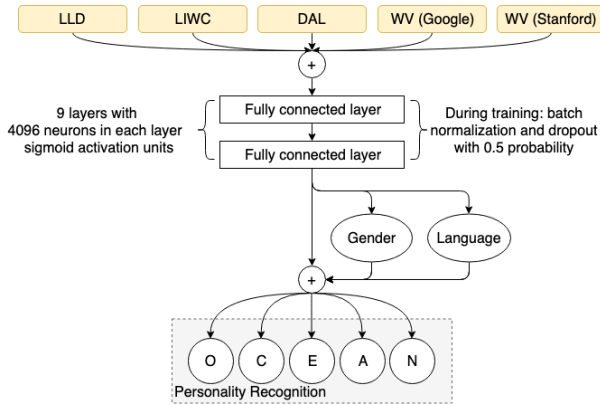 LLD
LIWC
DAL
WV (Google)
WV (Stanford)
+
9 layers with
4096 neurons in each layer
sigmoid activation units
Fully connected layer
Fully connected layer
During training: batch
normalization and dropout
with 0.5 probability
Gender
Language
+
O
C
E
A
N
Personality Recognition